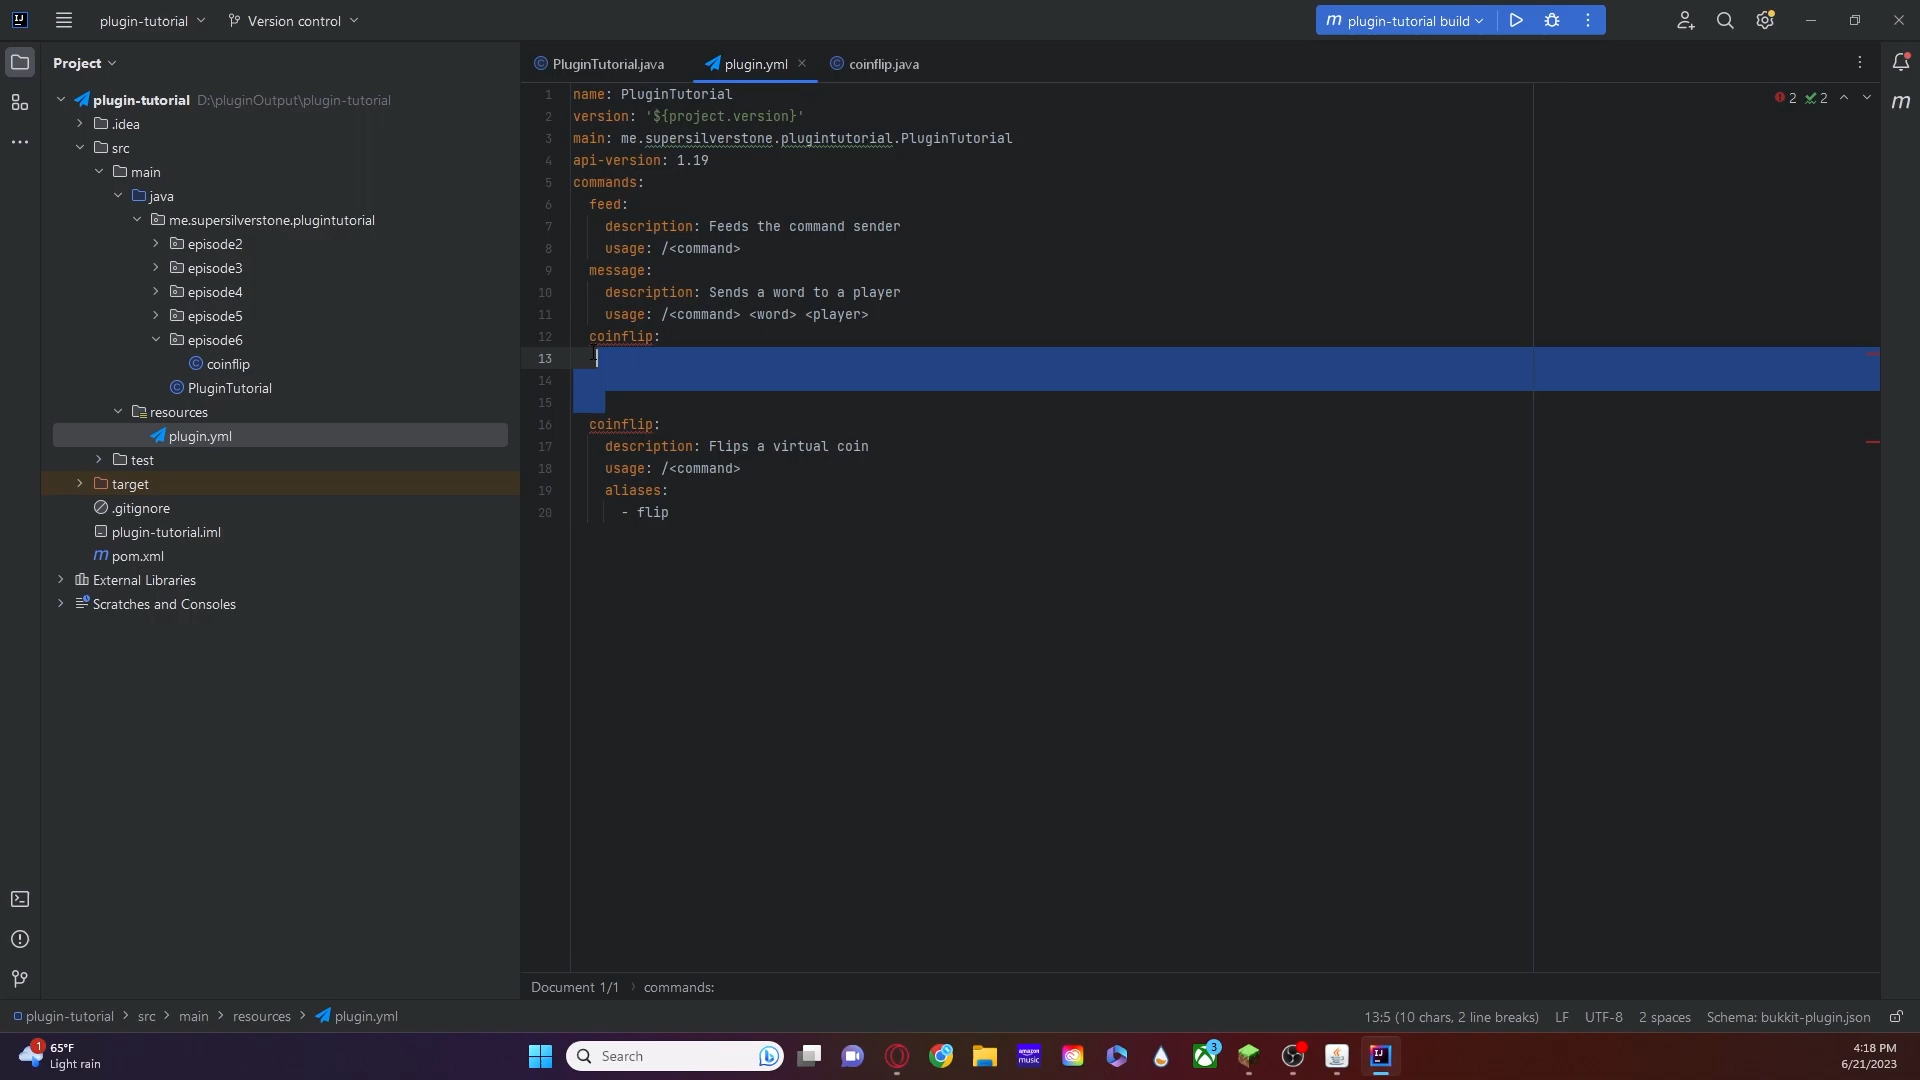 plugin-tutorial
Version control
plugin-tutorial build
Project
PluginTutorial.java
plugin.yml
coinflip.java
plugin-tutorial D:\pluginOutput\plugin-tutorial
.idea
src
main
java
me.supersilverstone.plugintutorial
episode2
episode3
episode4
episode5
episode6
coinflip
PluginTutorial
resources
plugin.yml
test
target
.gitignore
plugin-tutorial.iml
pom.xml
External Libraries
Scratches and Consoles
2 2
1 name: PluginTutorial
2 version: '${project.version}'
3 main: me.supersilverstone.plugintutorial.PluginTutorial
4 api-version: 1.19
5 commands:
6 feed:
7 description: Feeds the command sender
8 usage: /<command>
9 message:
10 description: Sends a word to a player
11 usage: /<command> <word> <player>
12 coinflip:
13
14
15
16 coinflip:
17 description: Flips a virtual coin
18 usage: /<command>
19 aliases:
20 - flip
Document 1/1 commands:
plugin-tutorial src main resources plugin.yml
13:5 (10 chars, 2 line breaks) LF UTF-8 2 spaces Schema: bukkit-plugin.json
1
65°F
Light rain
Search
amazon music
3
4:18 PM
6/21/2023